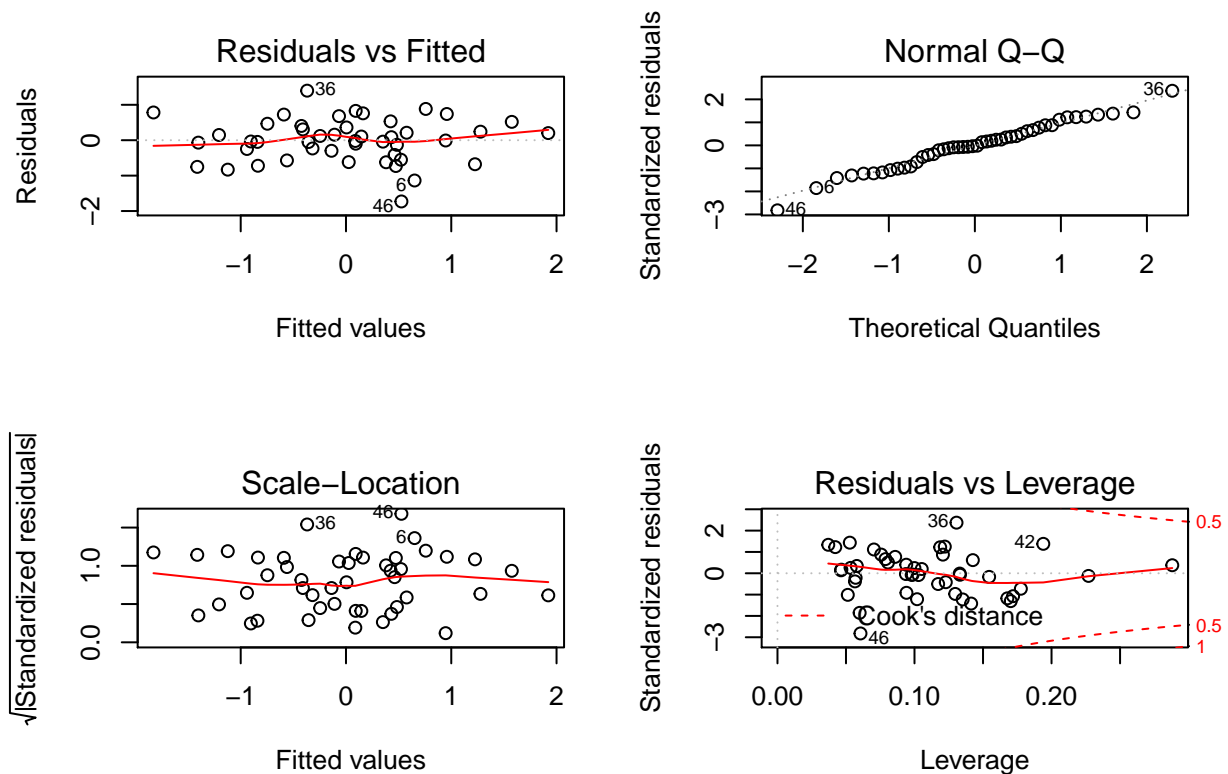 Residuals vs Fitted
Residuals
0
−2
36
6
46
−1 0 1 2
Fitted values
Normal Q−Q
Standardized residuals
2
0
−3
36
6
46
−2 −1 0 1 2
Theoretical Quantiles
Scale−Location
√|Standardized residuals|
1.0
0.0
46
36
6
−1 0 1 2
Fitted values
Residuals vs Leverage
Standardized residuals
2
0
−3
36
42
46
Cook's distance
0.5
0.5
1
0.00 0.10 0.20
Leverage